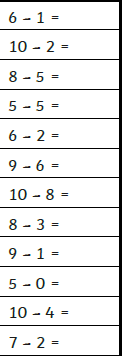 6 - 1 =
10 - 2 =
8 - 5 =
5 - 5 =
6 - 2 =
9 - 6 =
10 - 8 =
8 - 3 =
9 - 1 =
5 - 0 =
10 - 4 =
7 - 2 =